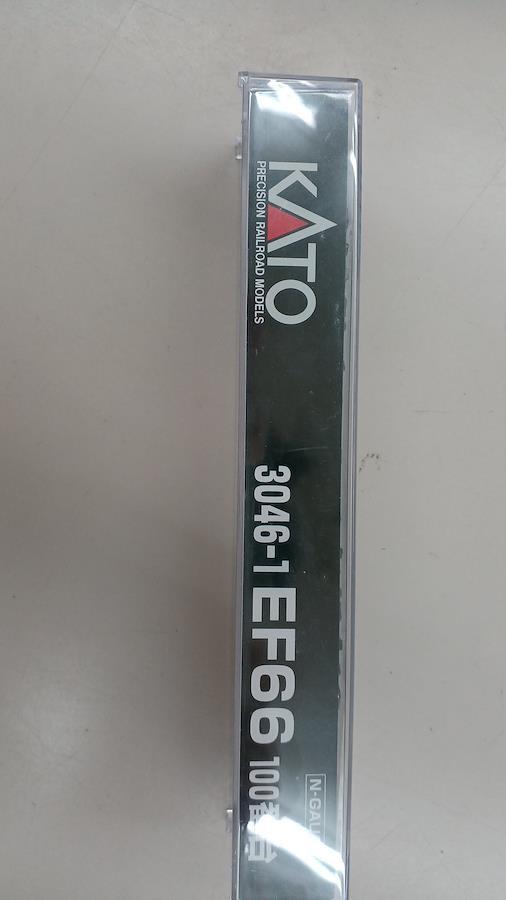 KATO
PRECISION RAILROAD MODELS
3046-1 EF66 100番台
N-GAU